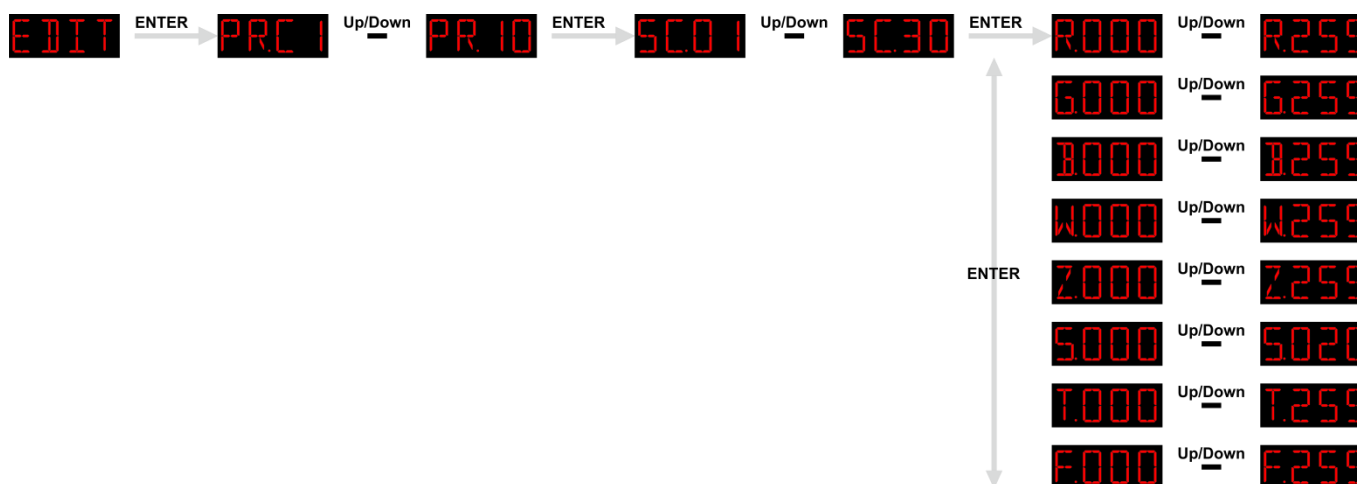 EDIT ENTER PR.C1 Up/Down PR.10 ENTER SC.01 Up/Down SC.30 ENTER R.000 Up/Down R.255
G.000 Up/Down G.255
B.000 Up/Down B.255
W.000 Up/Down W.255
ENTER Z.000 Up/Down Z.255
S.000 Up/Down S.020
T.000 Up/Down T.255
F.000 Up/Down F.255